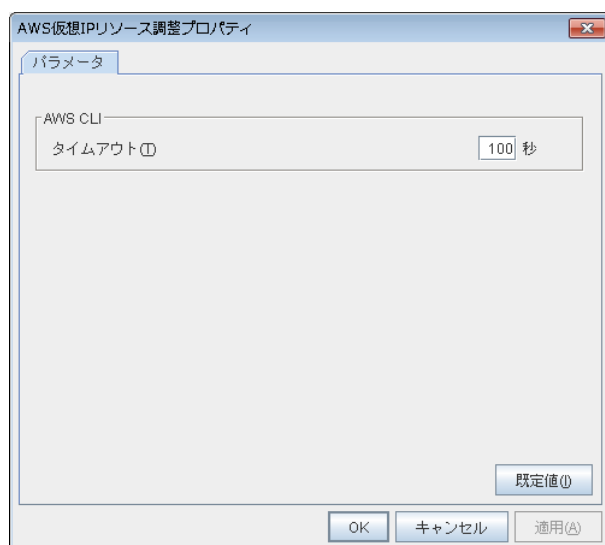 AWS仮想IPリソース調整プロパティ
パラメータ
AWS CLI
タイムアウト(T) 100 秒
既定値(I)
OK キャンセル 適用(A)